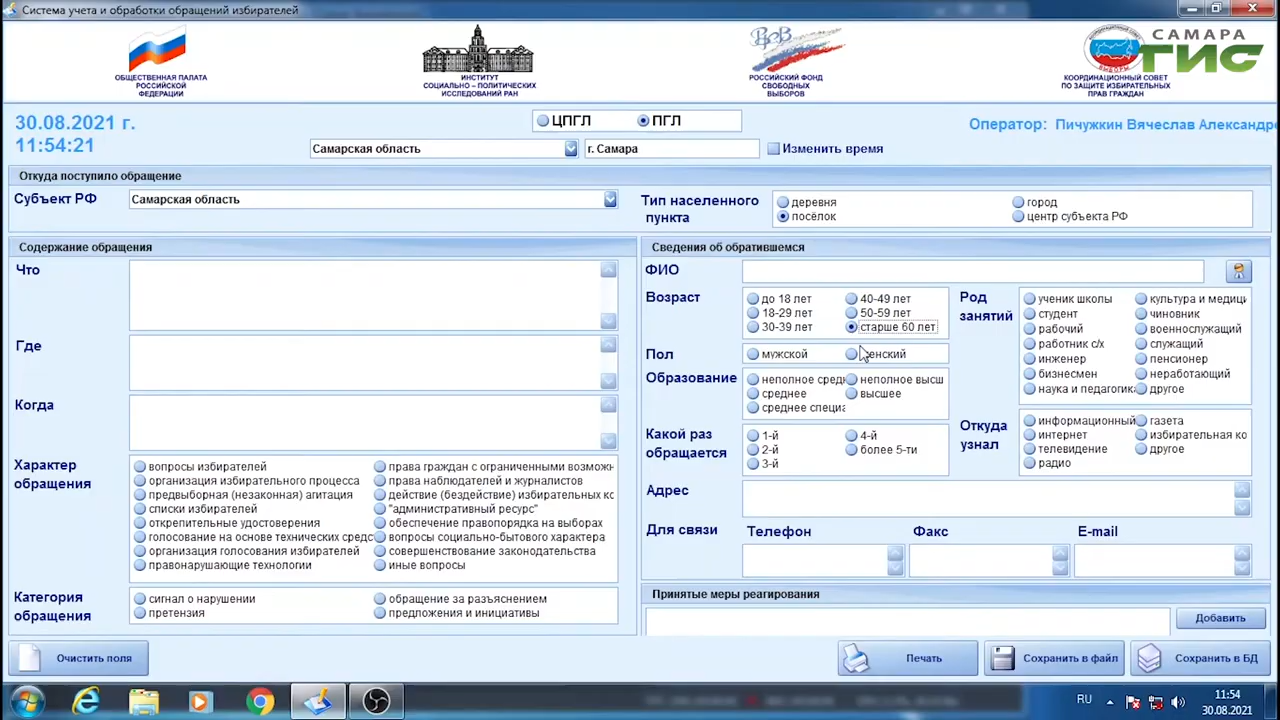 Система учета и обработки обращений избирателей
ОБЩЕСТВЕННАЯ ПАЛАТА
РОССИЙСКОЙ
ФЕДЕРАЦИИ
ИНСТИТУТ
СОЦИАЛЬНО – ПОЛИТИЧЕСКИХ
ИССЛЕДОВАНИЙ РАН
РОССИЙСКИЙ ФОНД
СВОБОДНЫХ
ВЫБОРОВ
САМАРА
ГИС
КООРДИНАЦИОННЫЙ СОВЕТ
ПО ЗАЩИТЕ ИЗБИРАТЕЛЬНЫХ
ПРАВ ГРАЖДАН
30.08.2021 г.
11:54:21
ЦПГЛ ПГЛ
Оператор: Пичужкин Вячеслав Александро
Самарская область г. Самара Изменить время
Откуда поступило обращение
Субъект РФ Самарская область
Тип населенного
пункта
деревня город
посёлок центр субъекта РФ
Содержание обращения
Что
Где
Когда
Характер
обращения
вопросы избирателей права граждан с ограниченными возможн
организация избирательного процесса права наблюдателей и журналистов
предвыборная (незаконная) агитация действие (бездействие) избирательных кс
списки избирателей "административный ресурс"
открепительные удостоверения обеспечение правопорядка на выборах
голосование на основе технических средс вопросы социально-бытового характера
организация голосования избирателей совершенствование законодательства
правонарушающие технологии иные вопросы
Категория
обращения
сигнал о нарушении обращение за разъяснением
претензия предложения и инициативы
Сведения об обратившемся
ФИО
Возраст
до 18 лет 40-49 лет
18-29 лет 50-59 лет
30-39 лет старше 60 лет
Пол
мужской енский
Образование
неполное средн неполное высш
среднее высшее
среднее специа
Какой раз
обращается
1-й 4-й
2-й более 5-ти
3-й
Род
занятий
ученик школы культура и медици
студент чиновник
рабочий военнослужащий
работник с/х служащий
инженер пенсионер
бизнесмен неработающий
наука и педагогика другое
Откуда
узнал
информационный газета
интернет избирательная ко
телевидение другое
радио
Адрес
Для связи Телефон Факс E-mail
Принятые меры реагирования
Добавить
Очистить поля Печать Сохранить в файл Сохранить в БД
RU
11:54
30.08.2021